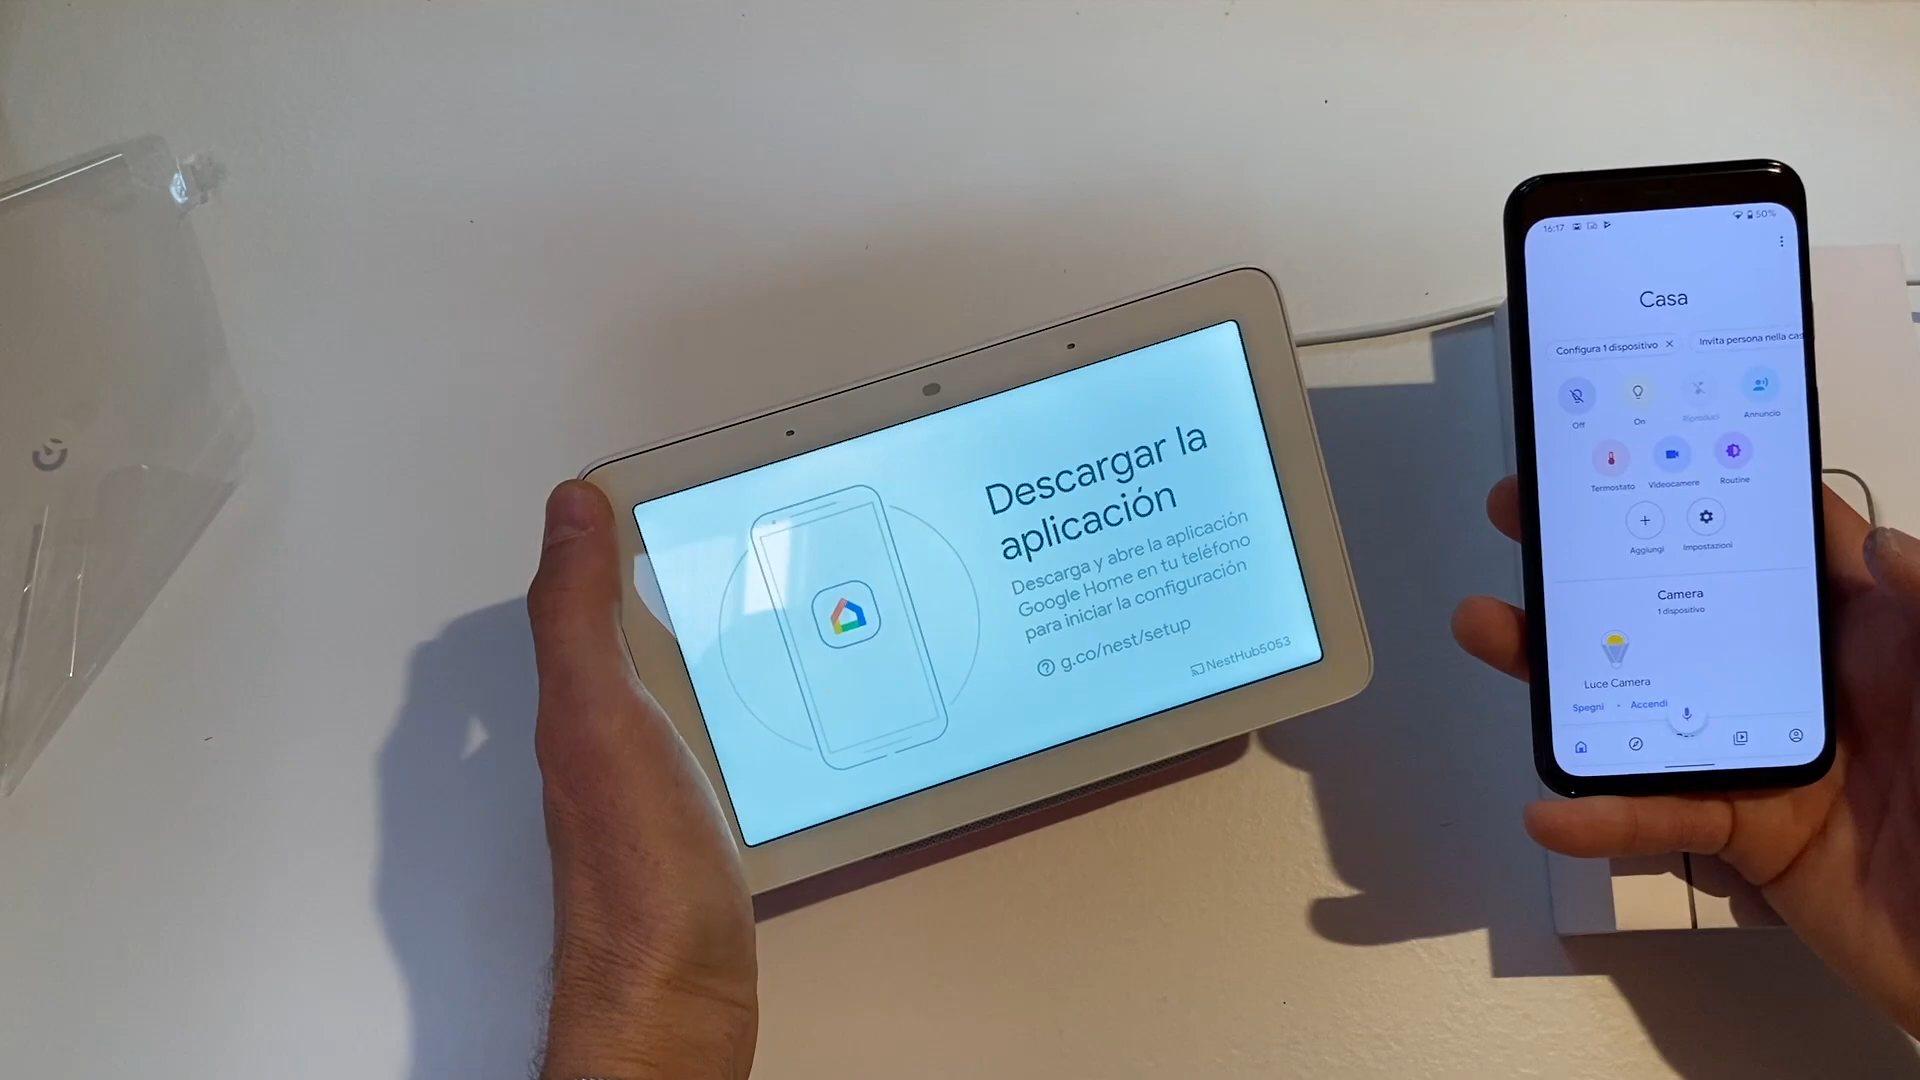 Descargar la
aplicación
Descarga y abre la aplicación
Google Home en tu teléfono
para iniciar la configuración
g.co/nest/setup
NestHub5053
16:17
50%
Casa
Configura 1 dispositivo
Invita persona nella cas
Off
On
Riproduci
Annuncio
Termostato
Videocamere
Routine
Aggiungi
Impostazioni
Camera
1 dispositivo
Luce Camera
Spegni • Accendi